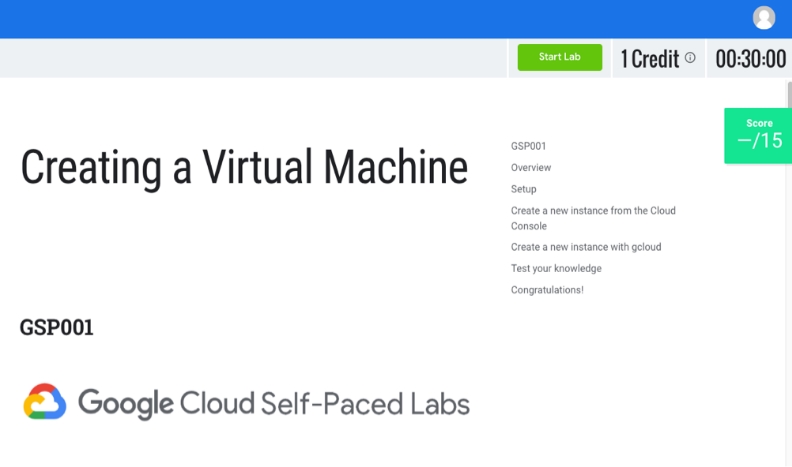 Start Lab
1 Credit
00:30:00
Score
–/15
Creating a Virtual Machine
GSP001
Overview
Setup
Create a new instance from the Cloud
Console
Create a new instance with gcloud
Test your knowledge
Congratulations!
GSP001
Google Cloud Self-Paced Labs